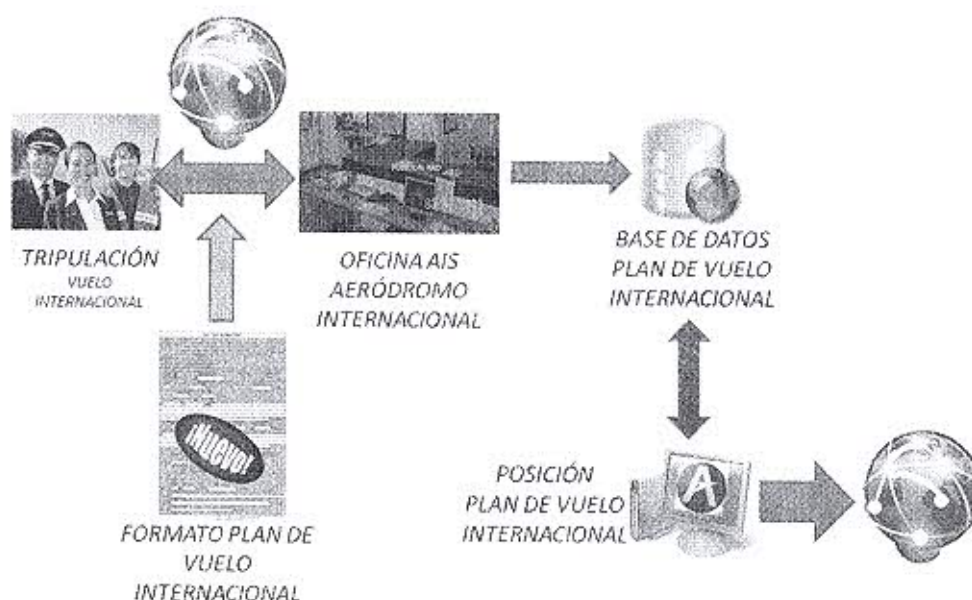 TRIPULACIÓN
VUELO
INTERNACIONAL
OFICINA AIS
AERÓDROMO
INTERNACIONAL
BASE DE DATOS
PLAN DE VUELO
INTERNACIONAL
¡Nuevo!
FORMATO PLAN DE
VUELO
INTERNACIONAL
POSICIÓN
PLAN DE VUELO
INTERNACIONAL
A